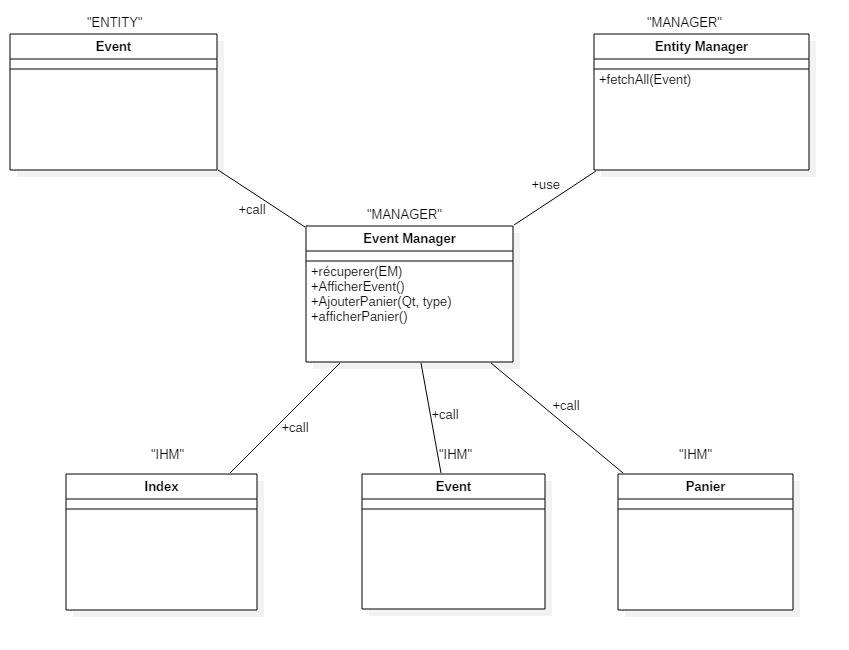 "ENTITY"
Event
"MANAGER"
Entity Manager
+fetchAll(Event)
+call
+use
"MANAGER"
Event Manager
+récuperer(EM)
+AfficherEvent()
+AjouterPanier(Qt, type)
+afficherPanier()
+call
+call
+call
"IHM"
Index
"IHM"
Event
"IHM"
Panier